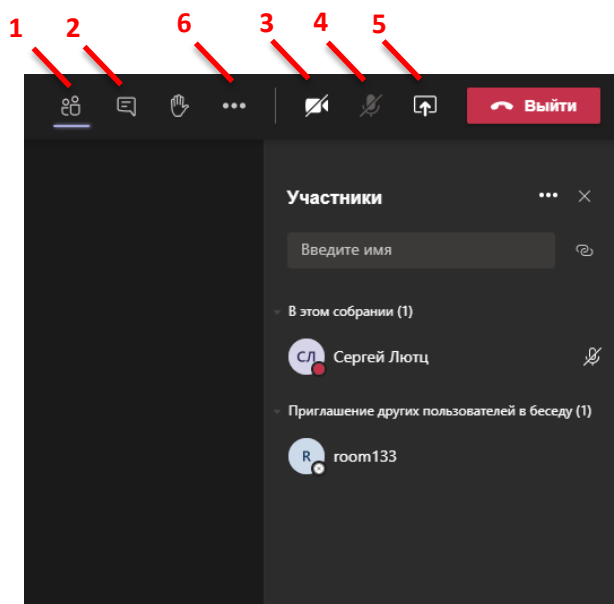 1 2 6 3 4 5
Выйти
Участники
Введите имя
В этом собрании (1)
СЛ Сергей Лютц
Приглашение других пользователей в беседу (1)
R room133